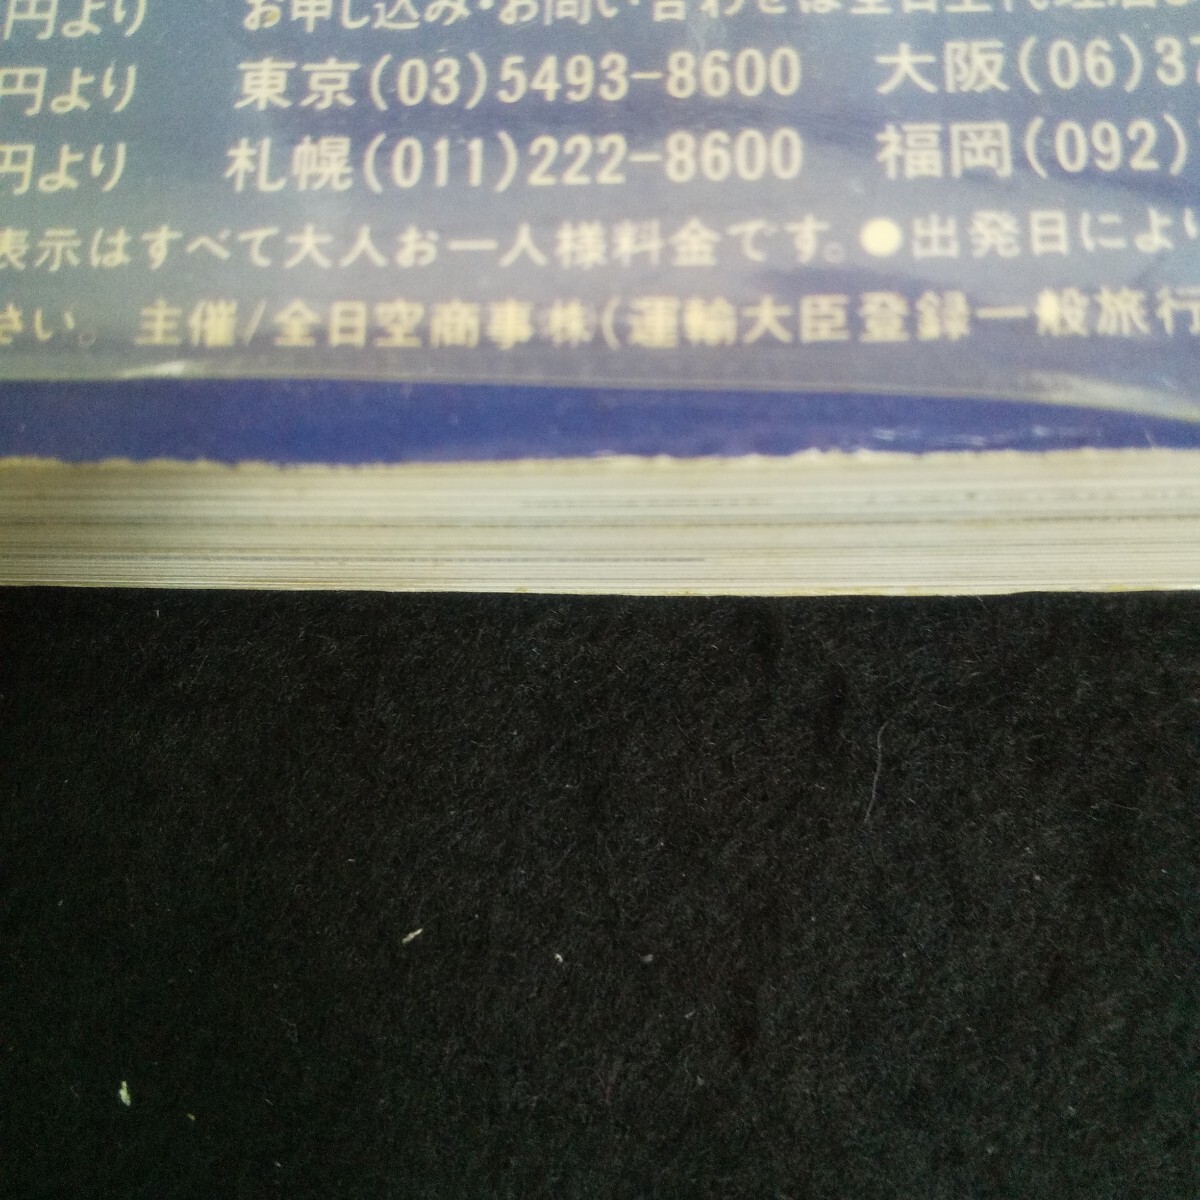 円より お申し込み・お問い合わせは全日空代理店
円より 東京(03)5493-8600 大阪(06)37
円より 札幌(011)222-8600 福岡(092)
表示はすべて大人お一人様料金です。●出発日により
さい。 主催/全日空商事株(運輸大臣登録一般旅行